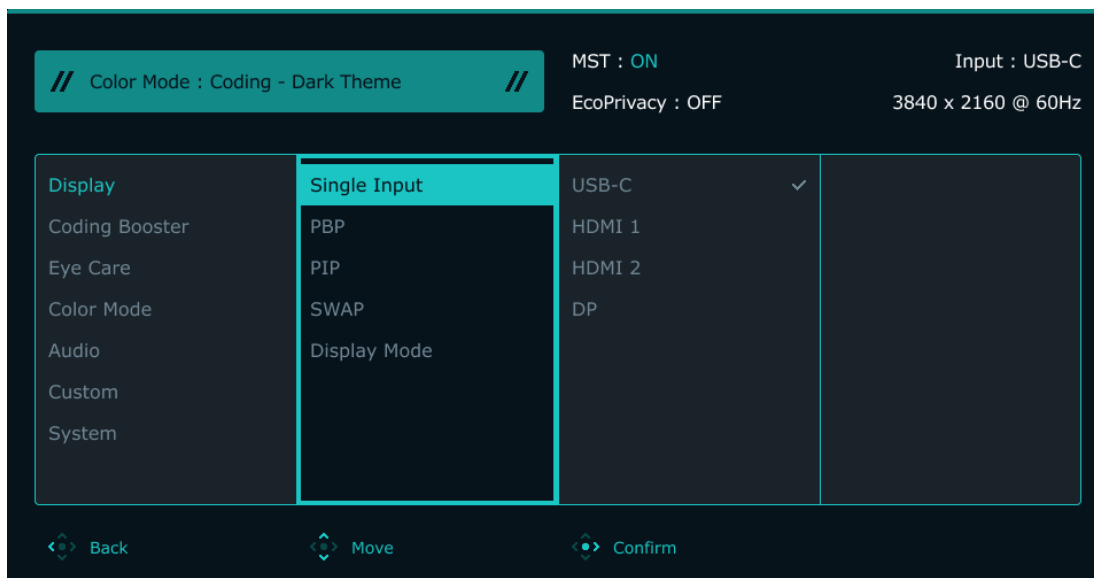 // Color Mode : Coding - Dark Theme //
MST : ON
EcoPrivacy : OFF
Input : USB-C
3840 x 2160 @ 60Hz
Display
Coding Booster
Eye Care
Color Mode
Audio
Custom
System
Single Input
PBP
PIP
SWAP
Display Mode
USB-C
HDMI 1
HDMI 2
DP
Back
Move
Confirm